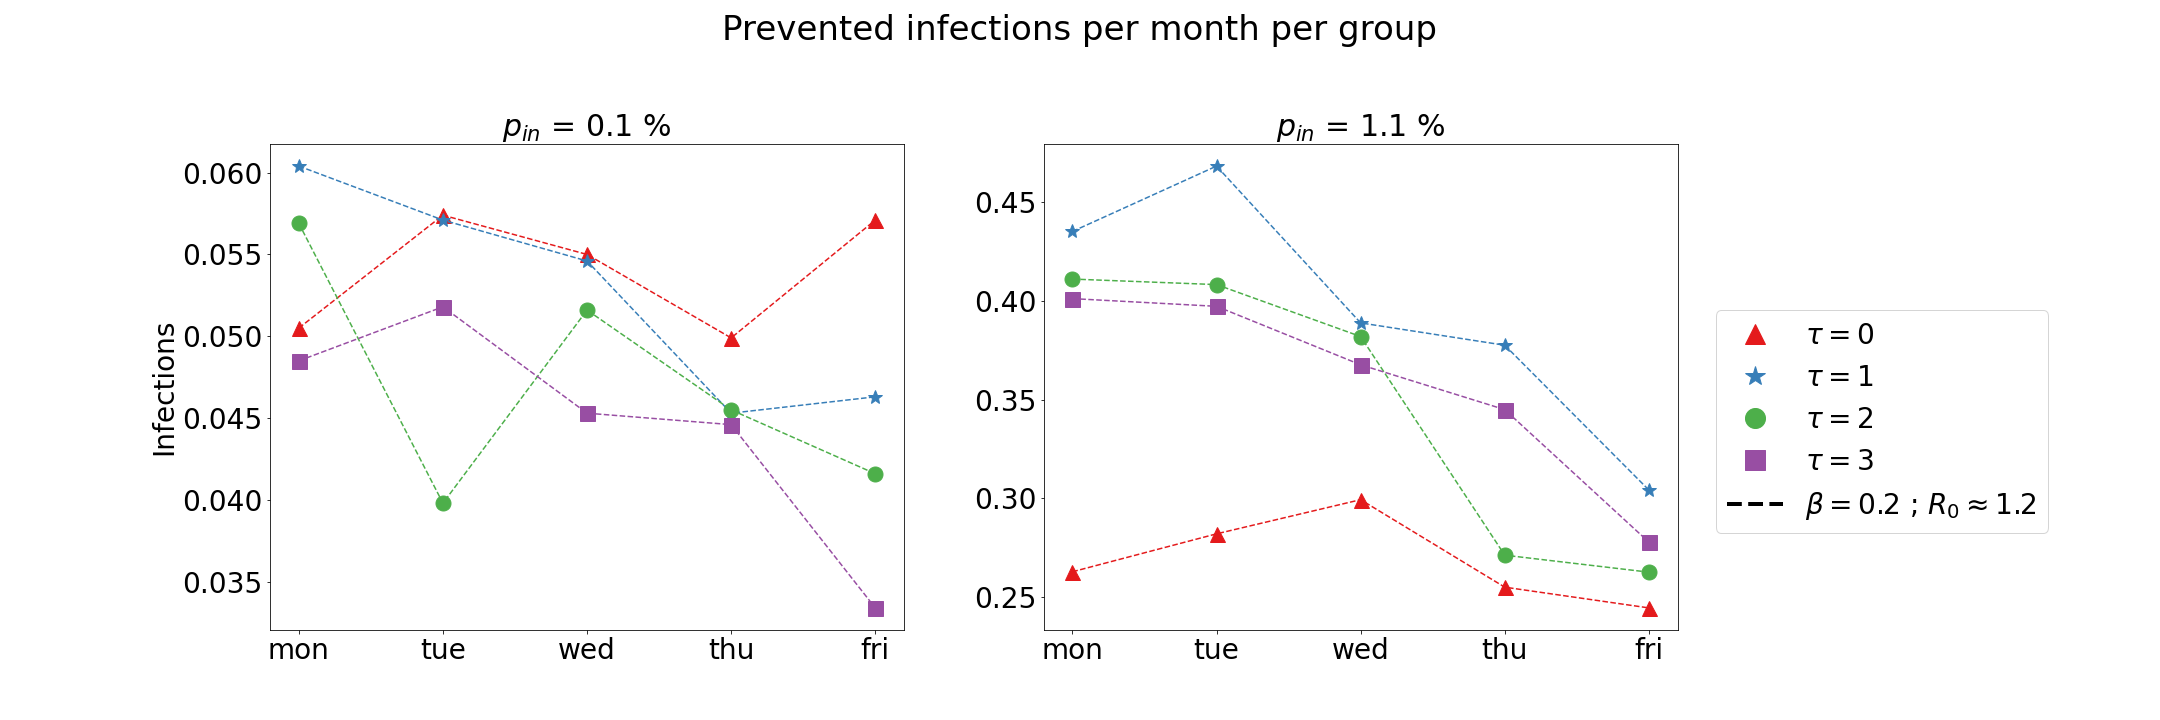 Prevented infections per month per group
p_in = 0.1 %
0.060
0.055
0.050
0.045
0.040
0.035
Infections
mon tue wed thu fri
p_in = 1.1 %
0.45
0.40
0.35
0.30
0.25
mon tue wed thu fri
τ = 0
τ = 1
τ = 2
τ = 3
β = 0.2 ; R₀ ≈ 1.2